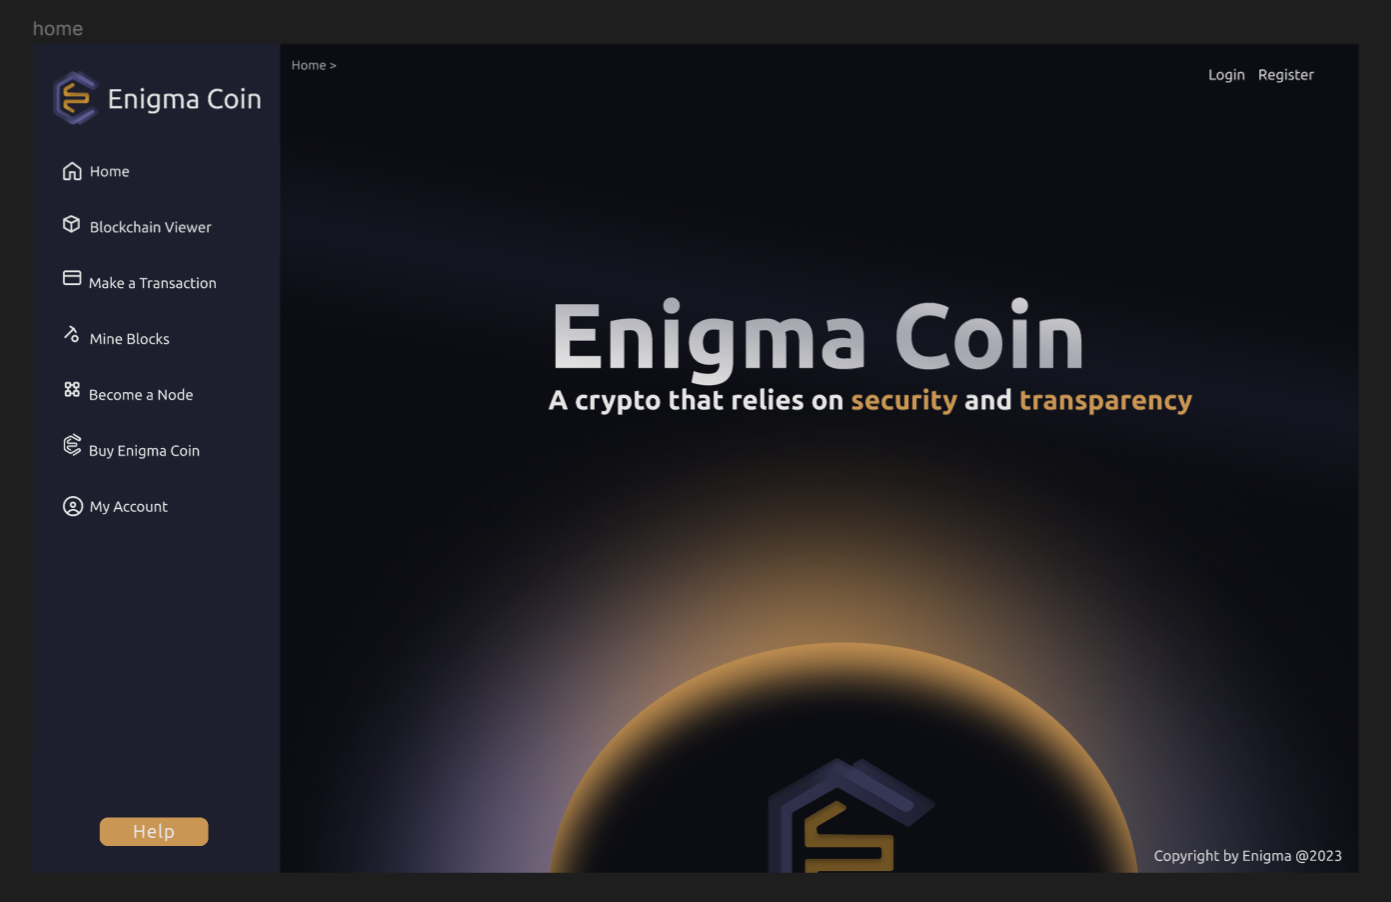 home
Enigma Coin
Home >
Login Register
Home
Blockchain Viewer
Make a Transaction
Mine Blocks
Become a Node
Buy Enigma Coin
My Account
Help
Enigma Coin
A crypto that relies on security and transparency
Copyright by Enigma @2023